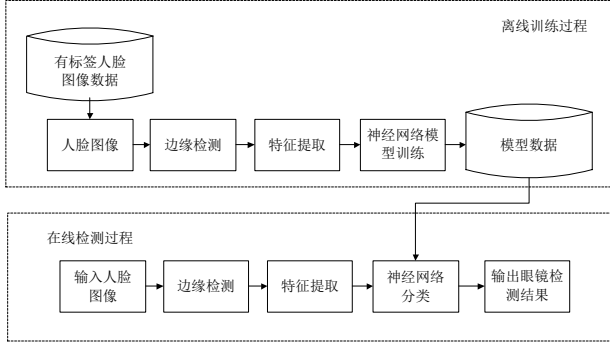 离线训练过程
有标签人脸
图像数据
人脸图像
边缘检测
特征提取
神经网络模
型训练
模型数据
在线检测过程
输入人脸
图像
边缘检测
特征提取
神经网络
分类
输出眼镜检
测结果